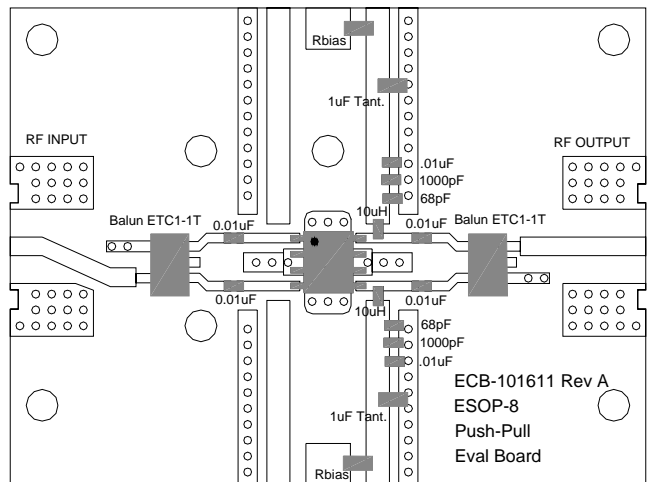 Rbias
1uF Tant.
RF INPUT
RF OUTPUT
.01uF
1000pF
68pF
10uH
Balun ETC1-1T
0.01uF
0.01uF
Balun ETC1-1T
0.01uF
0.01uF
10uH
68pF
1000pF
.01uF
1uF Tant.
Rbias
ECB-101611 Rev A
ESOP-8
Push-Pull
Eval Board